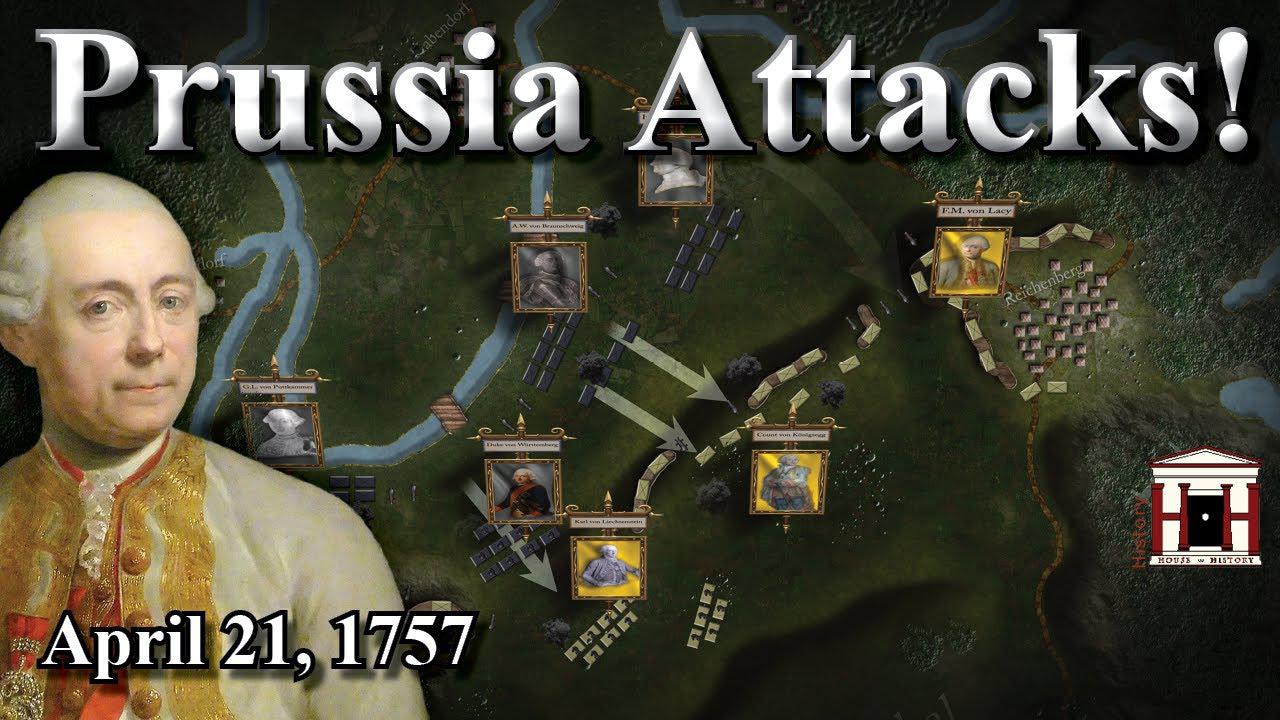 Prussia Attacks!
A.W. von Braunschweig
F.M. von Lacy
Reichenberg
G.L. von Puttkammer
Duke von Württemberg
Count von Königsegg
Karl von Liechtenstein
History
HOUSE OF HISTORY
April 21, 1757